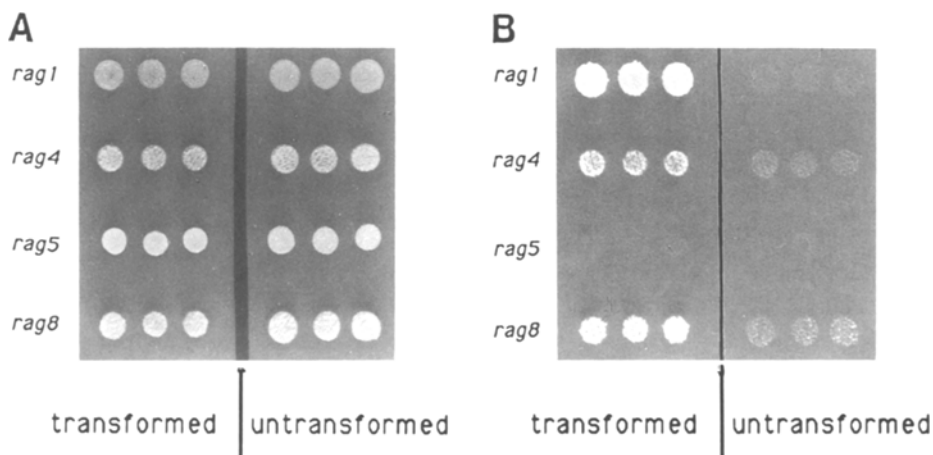 A
B
rag1
rag4
rag5
rag8
transformed
untransformed
rag1
rag4
rag5
rag8
transformed
untransformed